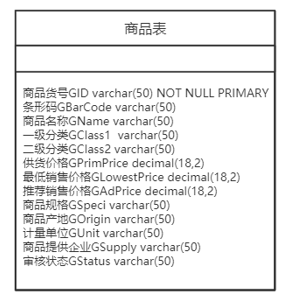 商品表
商品货号GID varchar(50) NOT NULL PRIMARY
条形码GBarCode varchar(50)
商品名称GName varchar(50)
一级分类GClass1  varchar(50)
二级分类GClass2 varchar(50)
供货价格GPrimPrice decimal(18,2)
最低销售价格GLowestPrice decimal(18,2)
推荐销售价格GAdPrice decimal(18,2)
商品规格GSpeci varchar(50)
商品产地GOrigin varchar(50)
计量单位GUnit varchar(50)
商品提供企业GSupply varchar(50)
审核状态GStatus varchar(50)